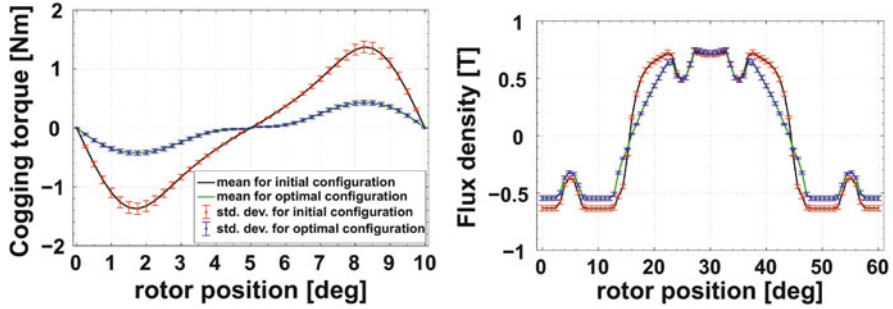 Cogging torque [Nm]
2
1
0
−1
−2
mean for initial configuration
mean for optimal configuration
std. dev. for initial configuration
std. dev. for optimal configuration
0 1 2 3 4 5 6 7 8 9 10
rotor position [deg]
Flux density [T]
1
0.5
0
−0.5
−1
0 10 20 30 40 50 60
rotor position [deg]